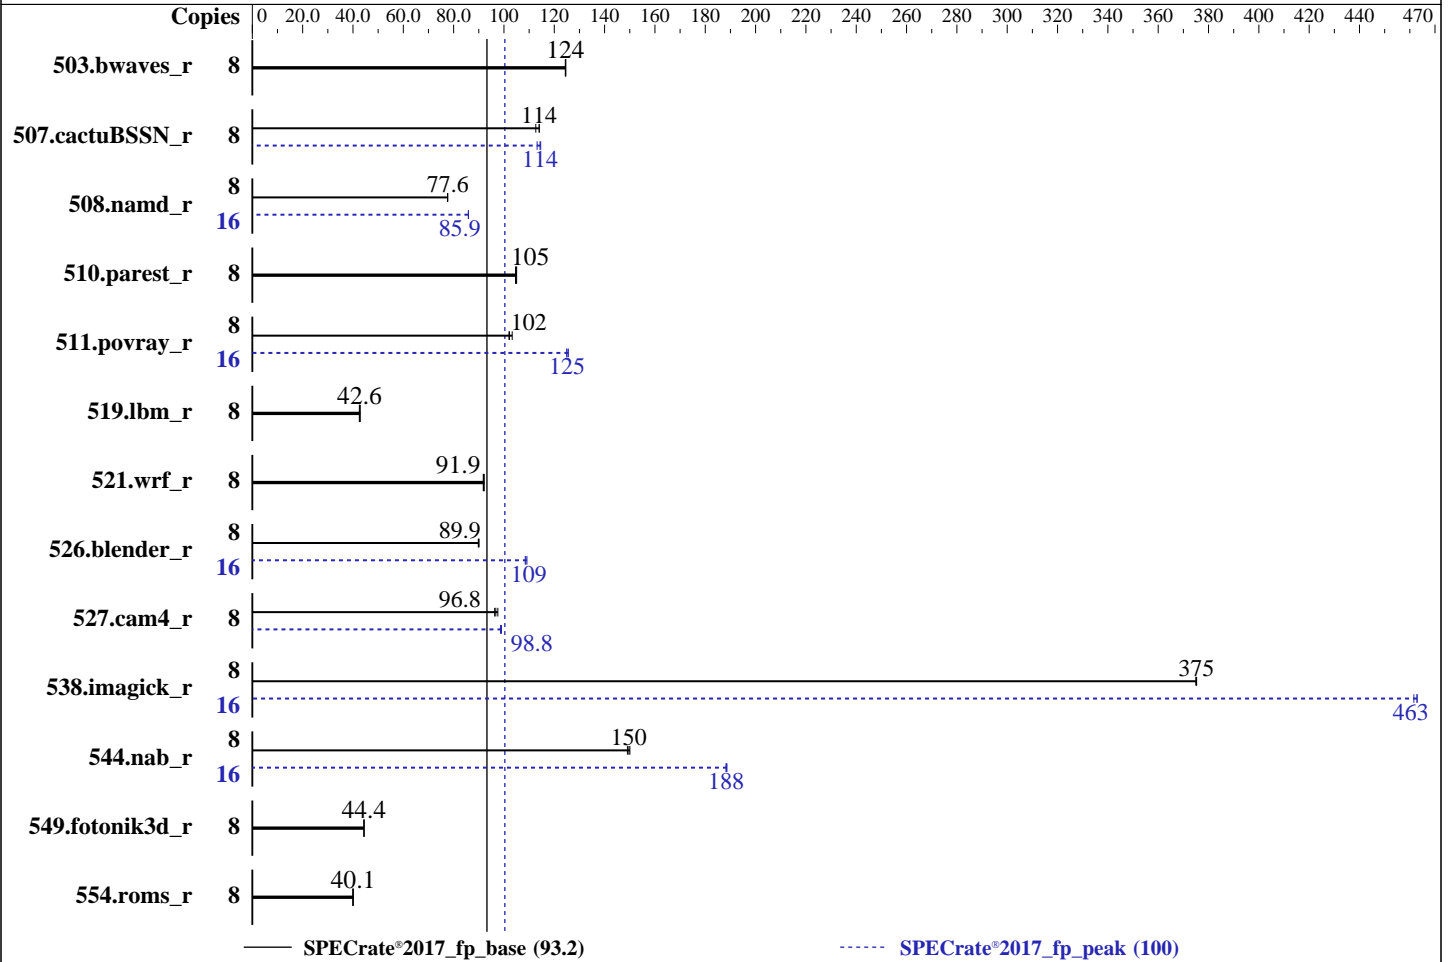 Copies 0 20.0 40.0 60.0 80.0 100 120 140 160 180 200 220 240 260 280 300 320 340 360 380 400 420 440 470
503.bwaves_r 8 124
507.cactuBSSN_r 8 114
114
8 77.6
508.namd_r
16 85.9
510.parest_r 8 105
8 102
511.povray_r
16 125
519.lbm_r 8 42.6
521.wrf_r 8 91.9
8 89.9
526.blender_r
16 109
527.cam4_r 8 96.8
98.8
8 375
538.imagick_r
16 463
8 150
544.nab_r
16 188
549.fotonik3d_r 8 44.4
554.roms_r 8 40.1
SPECrate®2017_fp_base (93.2) SPECrate®2017_fp_peak (100)